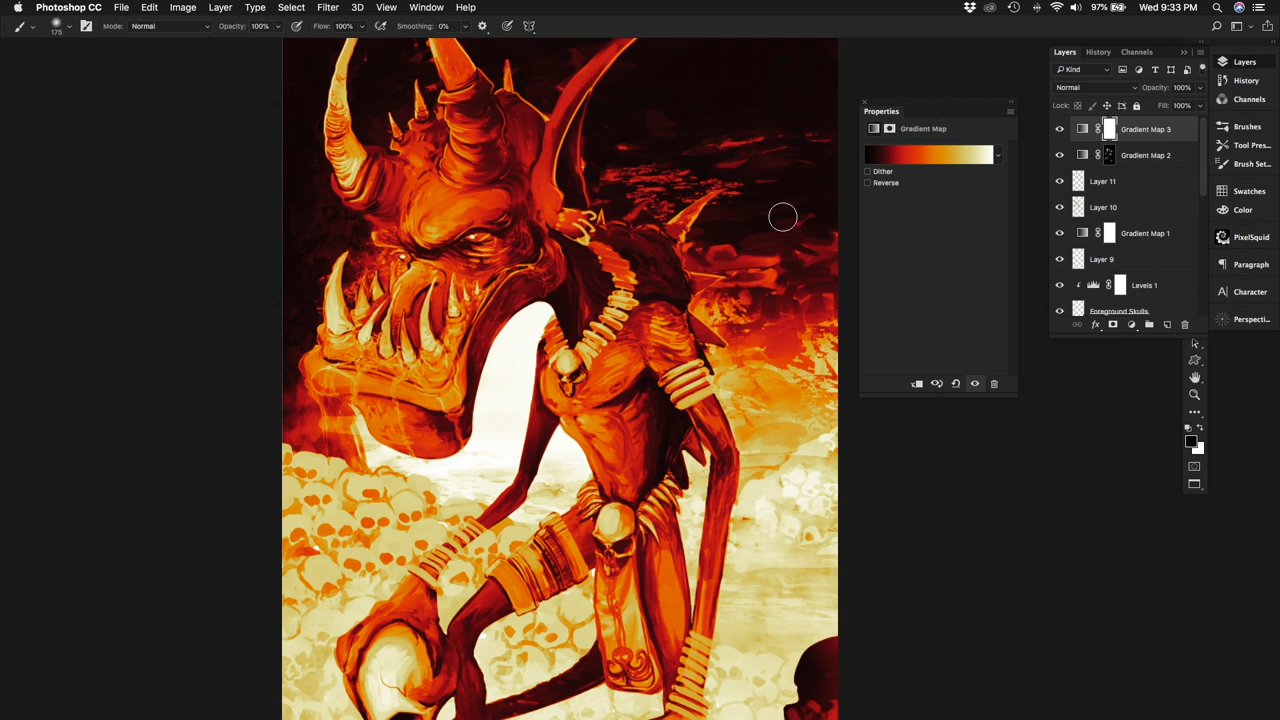 Photoshop CC File Edit Image Layer Type Select Filter 3D View Window Help 97% Wed 9:33 PM
175 Mode: Normal Opacity: 100% Flow: 100% Smoothing: 0%
Layers History Channels
Kind
Normal Opacity: 100%
Lock: Fill: 100%
Gradient Map 3
Gradient Map 2
Layer 11
Layer 10
Gradient Map 1
Layer 9
Levels 1
Foreground Skulls
Properties
Gradient Map
Dither
Reverse
Layers
History
Channels
Brushes
Tool Pres...
Brush Set...
Swatches
Color
PixelSquid
Paragraph
Character
Perspecti...